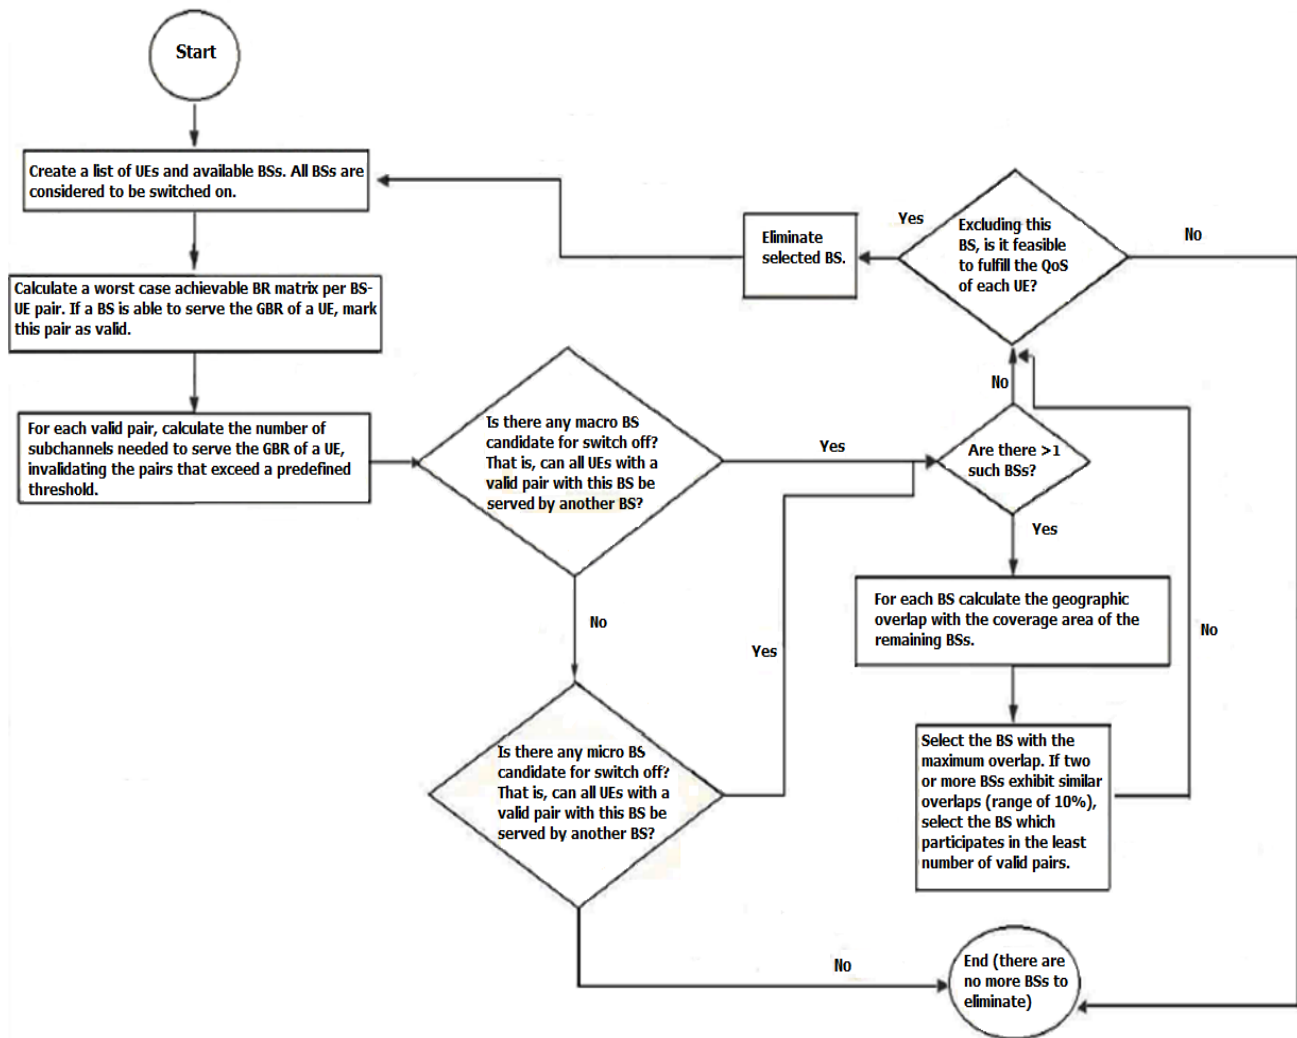 Start
Create a list of UEs and available BSs. All BSs are
considered to be switched on.
Calculate a worst case achievable BR matrix per BS-
UE pair. If a BS is able to serve the GBR of a UE, mark
this pair as valid.
For each valid pair, calculate the number of
subchannels needed to serve the GBR of a UE,
invalidating the pairs that exceed a predefined
threshold.
Is there any macro BS
candidate for switch off?
That is, can all UEs with a
valid pair with this BS be
served by another BS?
Yes
No
Is there any micro BS
candidate for switch off?
That is, can all UEs with a
valid pair with this BS be
served by another BS?
Yes
No
Are there >1
such BSs?
No
Yes
For each BS calculate the geographic
overlap with the coverage area of the
remaining BSs.
Select the BS with the
maximum overlap. If two
or more BSs exhibit similar
overlaps (range of 10%),
select the BS which
participates in the least
number of valid pairs.
No
Excluding this
BS, is it feasible
to fulfill the QoS
of each UE?
Yes
No
Eliminate
selected BS.
End (there are
no more BSs to
eliminate)